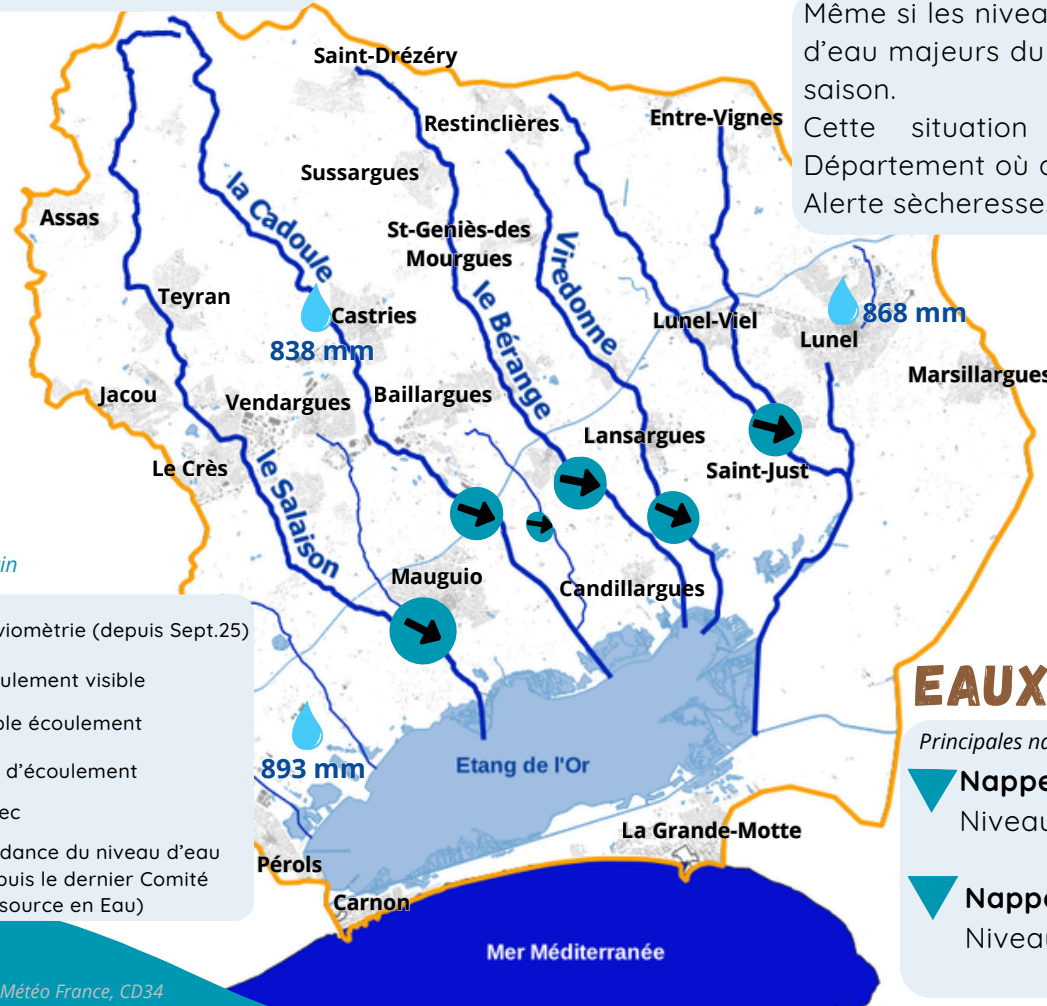 Même si les nivea
d'eau majeurs du
saison.
Cette situation
Département où
Alerte sècheresse
Saint-Drézéry
Restinclières
Entre-Vignes
Sussargues
Assas
la Cadoule
St-Geniès-des
Mourgues
Viredonne
Teyran
le Bérange
Castries
838 mm
Lunel-Viel
868 mm
Lunel
Marsillargues
Jacou
Vendargues
Baillargues
Lansargues
Le Crès
le Salaison
Saint-Just
Mauguio
Candillargues
in
viomètrie (depuis Sept.25)
ulement visible
ble écoulement
d'écoulement
ec
dance du niveau d'eau
puis le dernier Comité
source en Eau)
893 mm
Etang de l'Or
EAUX
Principales na
Nappe
Niveau
Nappe
Niveau
La Grande-Motte
Pérols
Carnon
Mer Méditerranée
Météo France, CD34